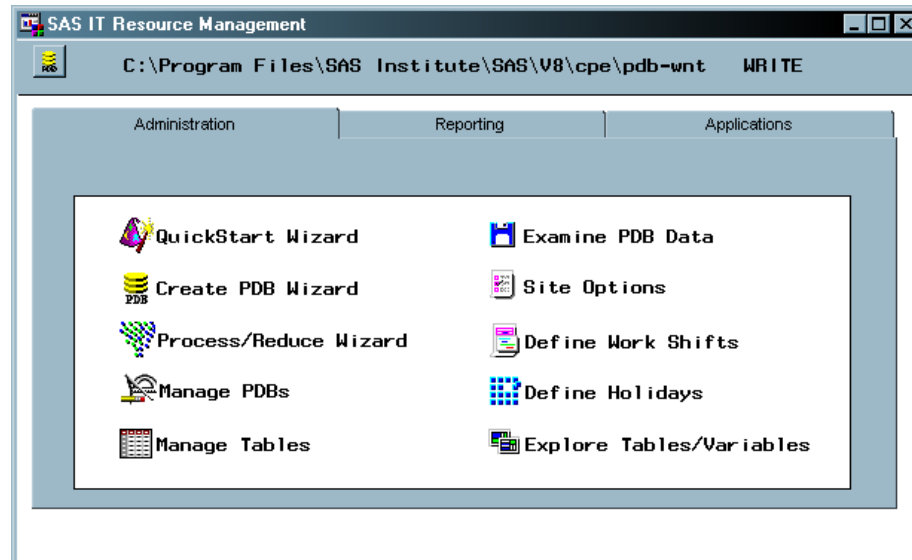 SAS IT Resource Management
C:\Program Files\SAS Institute\SAS\V8\cpe\pdb-wnt WRITE
Administration Reporting Applications
QuickStart Wizard Examine PDB Data
Create PDB Wizard Site Options
Process/Reduce Wizard Define Work Shifts
Manage PDBs Define Holidays
Manage Tables Explore Tables/Variables